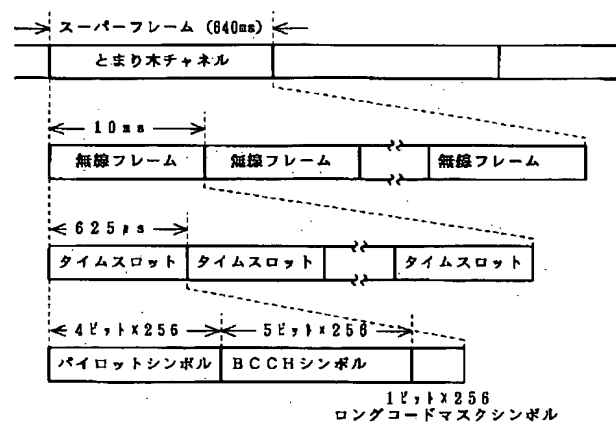 スーパーフレーム (640ms)
とまり木チャネル
10ms
無線フレーム 無線フレーム 無線フレーム
625μs
タイムスロット タイムスロット タイムスロット
4ビット×256 5ビット×256
パイロットシンボル BCCHシンボル
1ビット×256
ロングコードマスクシンボル